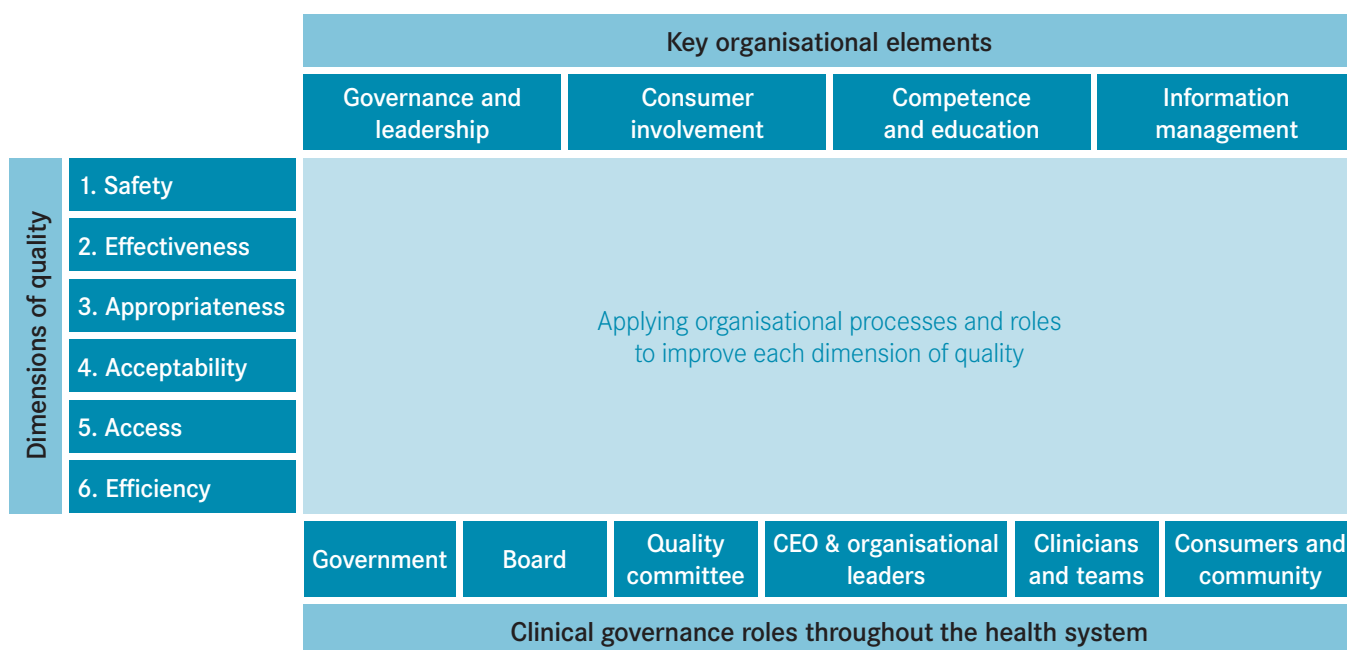 Key organisational elements
Governance and
leadership
Consumer
involvement
Competence
and education
Information
management
Dimensions of quality
1. Safety
2. Effectiveness
3. Appropriateness
4. Acceptability
5. Access
6. Efficiency
Applying organisational processes and roles
to improve each dimension of quality
Government
Board
Quality
committee
CEO & organisational
leaders
Clinicians
and teams
Consumers and
community
Clinical governance roles throughout the health system